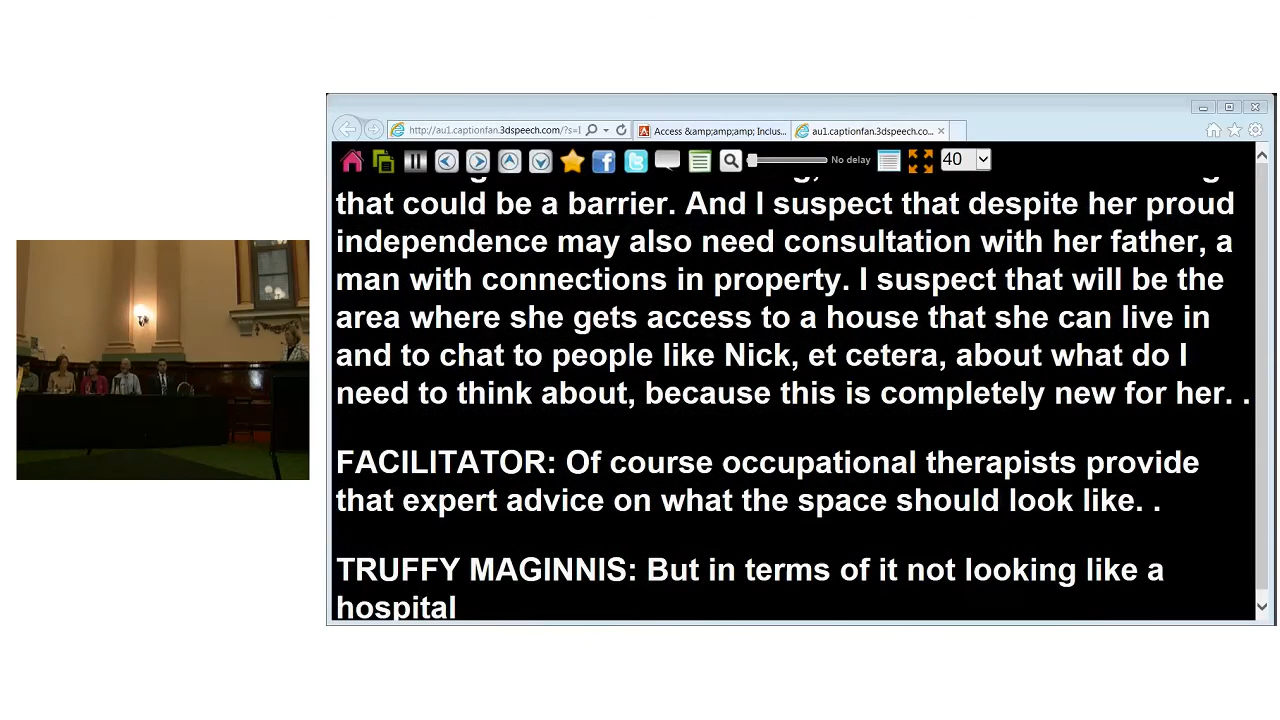 http://au1.captionfan.3dspeech.com/?s=I
Access &amp;amp;amp; Inclus...
au1.captionfan.3dspeech.co...
No delay
40
that could be a barrier. And I suspect that despite her proud
independence may also need consultation with her father, a
man with connections in property. I suspect that will be the
area where she gets access to a house that she can live in
and to chat to people like Nick, et cetera, about what do I
need to think about, because this is completely new for her. .
FACILITATOR: Of course occupational therapists provide
that expert advice on what the space should look like. .
TRUFFY MAGINNIS: But in terms of it not looking like a
hospital